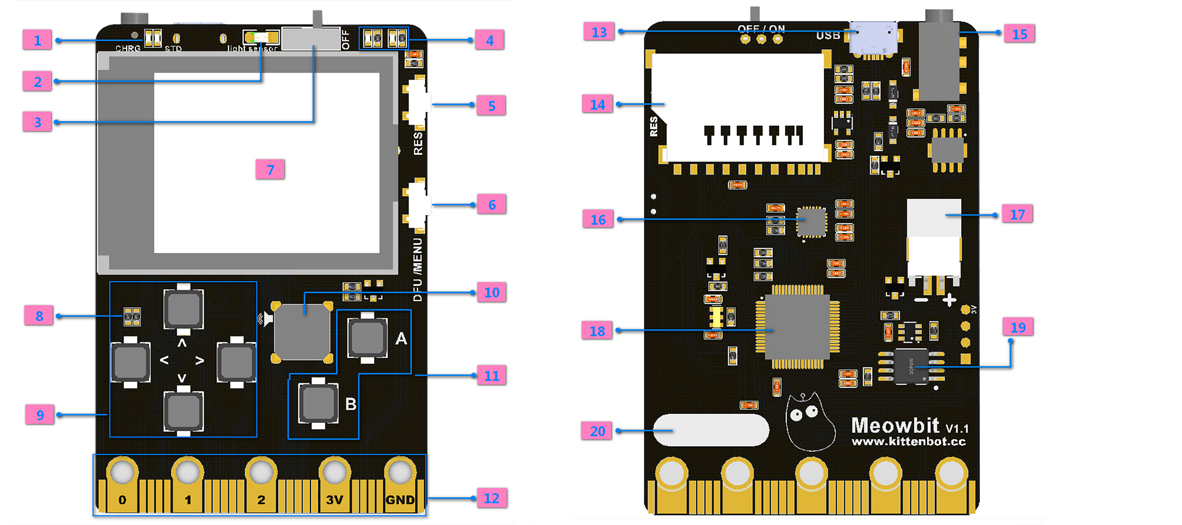 1
CHRG
STD
light sensor
OFF
4
2
3
5
RES
7
6
DFU /MENU
8
10
A
11
9
B
12
0
1
2
3V
GND
13
OFF / ON
USB
15
14
RES
16
17
- +
18
3V
19
20
Meowbit V1.1
www.kittenbot.cc